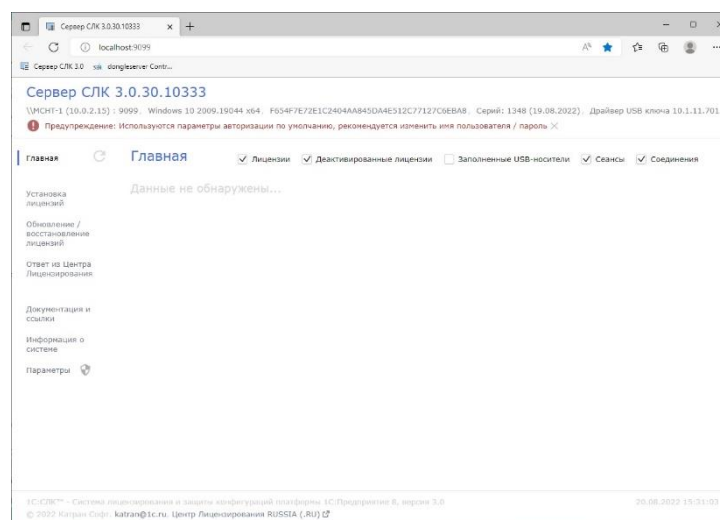 Сервер СЛК 3.0.30.10333
localhost:9099
Сервер СЛК 3.0
dongleserver Contr...
Сервер СЛК 3.0.30.10333
\\МСНТ-1 (10.0.2.15) : 9099, Windows 10 2009.19044 x64, F654F7E72E1C2404AA845DA4E512C77127C6EBA8, Серий: 1348 (19.08.2022), Драйвер USB ключа 10.1.11.701
Предупреждение: Используются параметры авторизации по умолчанию, рекомендуется изменить имя пользователя / пароль
Главная
Главная
Лицензии
Деактивированные лицензии
Заполненные USB-носители
Сеансы
Соединения
Данные не обнаружены...
Установка
лицензий
Обновление /
восстановление
лицензий
Ответ из Центра
Лицензирования
Документация и
ссылки
Информация о
системе
Параметры
1С:СЛК™ - Система лицензирования и защиты конфигураций платформы 1С:Предприятие 8, версия 3.0
20.08.2022 15:31:03
© 2022 Катран Софт, katran@1c.ru, Центр Лицензирования RUSSIA (.RU)